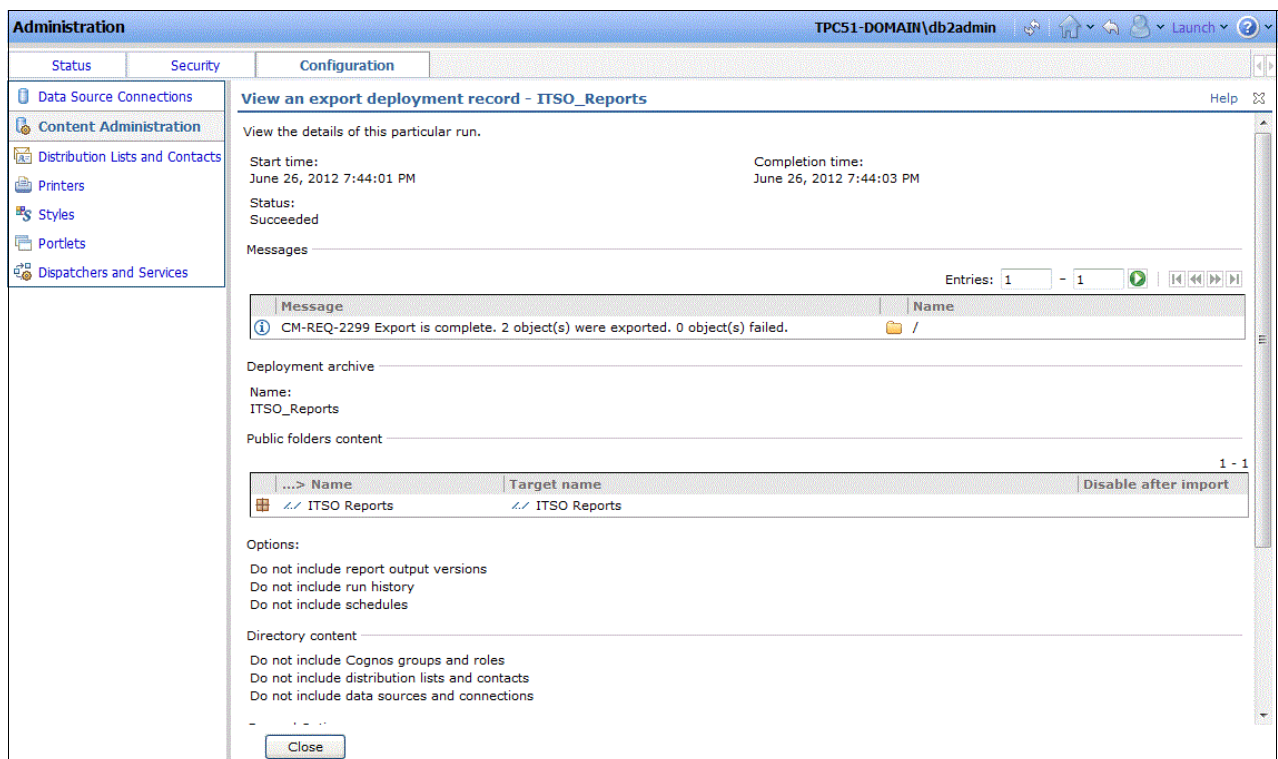 Administration
TPC51-DOMAIN\db2admin
Launch
Status
Security
Configuration
Data Source Connections
Content Administration
Distribution Lists and Contacts
Printers
Styles
Portlets
Dispatchers and Services
View an export deployment record - ITSO_Reports
Help
View the details of this particular run.
Start time:
June 26, 2012 7:44:01 PM
Completion time:
June 26, 2012 7:44:03 PM
Status:
Succeeded
Messages
Entries: 1 - 1
Message Name
CM-REQ-2299 Export is complete. 2 object(s) were exported. 0 object(s) failed. /
Deployment archive
Name:
ITSO_Reports
Public folders content
1 - 1
...> Name Target name Disable after import
ITSO Reports ITSO Reports
Options:
Do not include report output versions
Do not include run history
Do not include schedules
Directory content
Do not include Cognos groups and roles
Do not include distribution lists and contacts
Do not include data sources and connections
Close